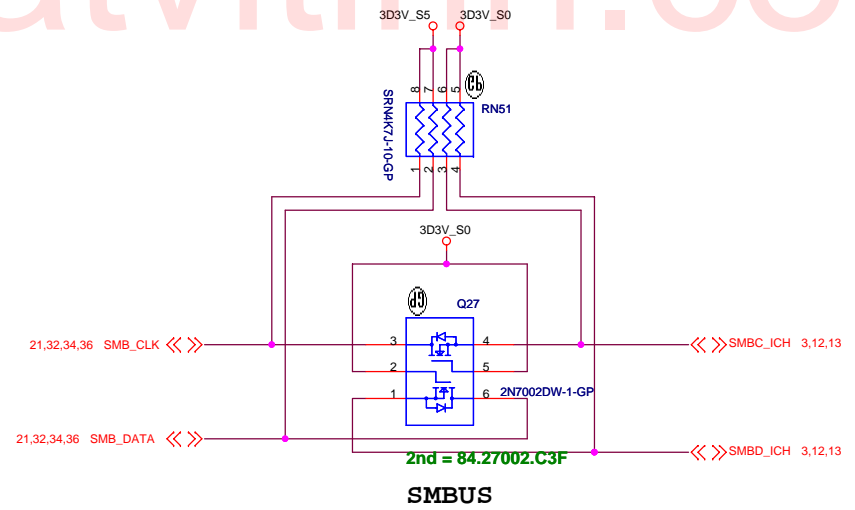 3D3V_S5 3D3V_S0
8 7 6 5
RN51
SRN4K7J-10-GP
1 2 3 4
3D3V_S0
Q27
21,32,34,36 SMB_CLK
3 4
SMBC_ICH 3,12,13
2 5
1 6
2N7002DW-1-GP
21,32,34,36 SMB_DATA
SMBD_ICH 3,12,13
2nd = 84.27002.C3F
SMBUS